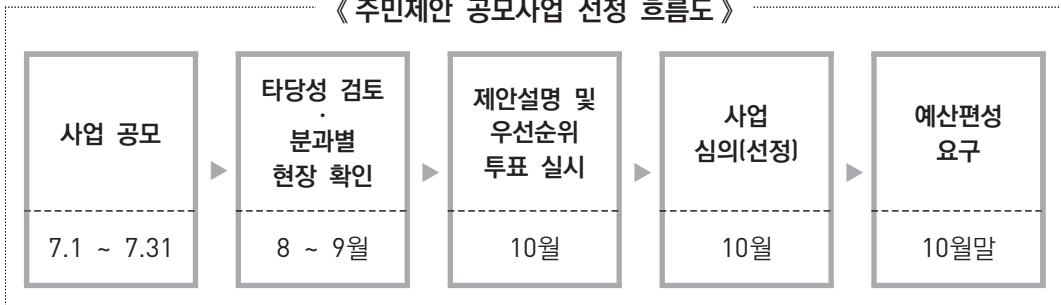 《 주민제안 공모사업 선정 흐름도 》
사업 공모
7.1 ~ 7.31
▶
타당성 검토
·
분과별
현장 확인
8 ~ 9월
▶
제안설명 및
우선순위
투표 실시
10월
▶
사업
심의(선정)
10월
▶
예산편성
요구
10월말